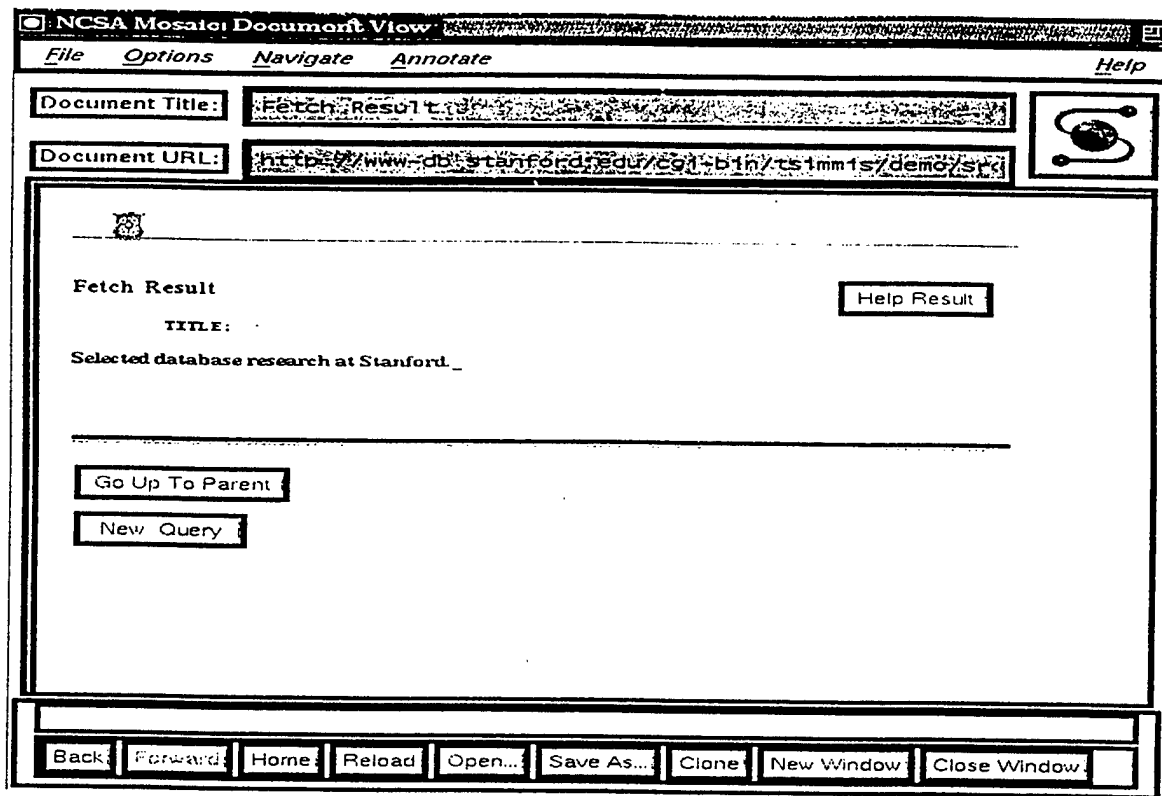 NCSA Mosaic: Document View
File Options Navigate Annotate Help
Document Title: Fetch Result
Document URL: http://www-db.stanford.edu/cgi-bin/tsimmis/demo/src
Fetch Result
Help Result
TITLE:
Selected database research at Stanford._
Go Up To Parent
New Query
Back Forward Home Reload Open... Save As... Clone New Window Close Window